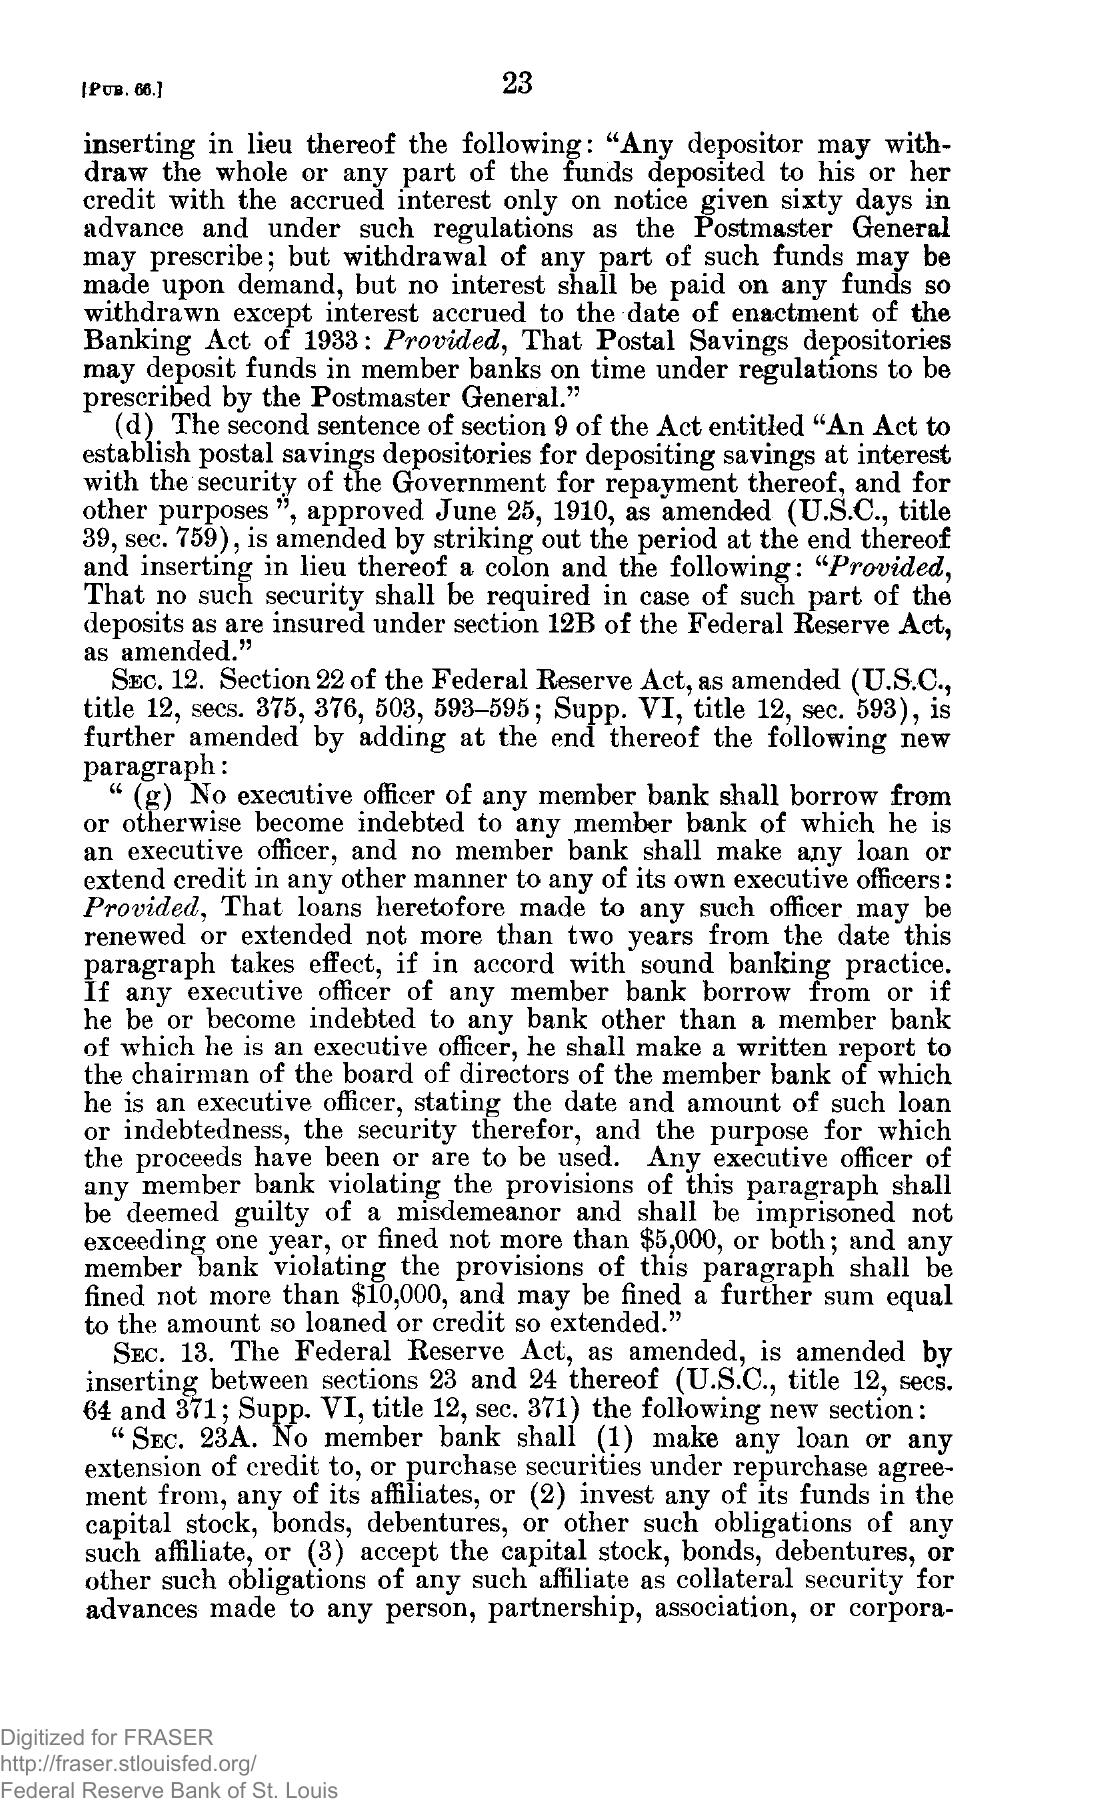 [PUB. 66.]
23
inserting in lieu thereof the following: “Any depositor may with-
draw the whole or any part of the funds deposited to his or her
credit with the accrued interest only on notice given sixty days in
advance and under such regulations as the Postmaster General
may prescribe; but withdrawal of any part of such funds may be
made upon demand, but no interest shall be paid on any funds so
withdrawn except interest accrued to the date of enactment of the
Banking Act of 1933: Provided, That Postal Savings depositories
may deposit funds in member banks on time under regulations to be
prescribed by the Postmaster General.”
(d) The second sentence of section 9 of the Act entitled “An Act to
establish postal savings depositories for depositing savings at interest
with the security of the Government for repayment thereof, and for
other purposes ”, approved June 25, 1910, as amended (U.S.C., title
39, sec. 759), is amended by striking out the period at the end thereof
and inserting in lieu thereof a colon and the following: “Provided,
That no such security shall be required in case of such part of the
deposits as are insured under section 12B of the Federal Reserve Act,
as amended.”
SEC. 12. Section 22 of the Federal Reserve Act, as amended (U.S.C.,
title 12, secs. 375, 376, 503, 593–595; Supp. VI, title 12, sec. 593), is
further amended by adding at the end thereof the following new
paragraph:
“ (g) No executive officer of any member bank shall borrow from
or otherwise become indebted to any member bank of which he is
an executive officer, and no member bank shall make any loan or
extend credit in any other manner to any of its own executive officers:
Provided, That loans heretofore made to any such officer may be
renewed or extended not more than two years from the date this
paragraph takes effect, if in accord with sound banking practice.
If any executive officer of any member bank borrow from or if
he be or become indebted to any bank other than a member bank
of which he is an executive officer, he shall make a written report to
the chairman of the board of directors of the member bank of which
he is an executive officer, stating the date and amount of such loan
or indebtedness, the security therefor, and the purpose for which
the proceeds have been or are to be used. Any executive officer of
any member bank violating the provisions of this paragraph shall
be deemed guilty of a misdemeanor and shall be imprisoned not
exceeding one year, or fined not more than $5,000, or both; and any
member bank violating the provisions of this paragraph shall be
fined not more than $10,000, and may be fined a further sum equal
to the amount so loaned or credit so extended.”
SEC. 13. The Federal Reserve Act, as amended, is amended by
inserting between sections 23 and 24 thereof (U.S.C., title 12, secs.
64 and 371; Supp. VI, title 12, sec. 371) the following new section:
“ SEC. 23A. No member bank shall (1) make any loan or any
extension of credit to, or purchase securities under repurchase agree-
ment from, any of its affiliates, or (2) invest any of its funds in the
capital stock, bonds, debentures, or other such obligations of any
such affiliate, or (3) accept the capital stock, bonds, debentures, or
other such obligations of any such affiliate as collateral security for
advances made to any person, partnership, association, or corpora-
Digitized for FRASER
http://fraser.stlouisfed.org/
Federal Reserve Bank of St. Louis